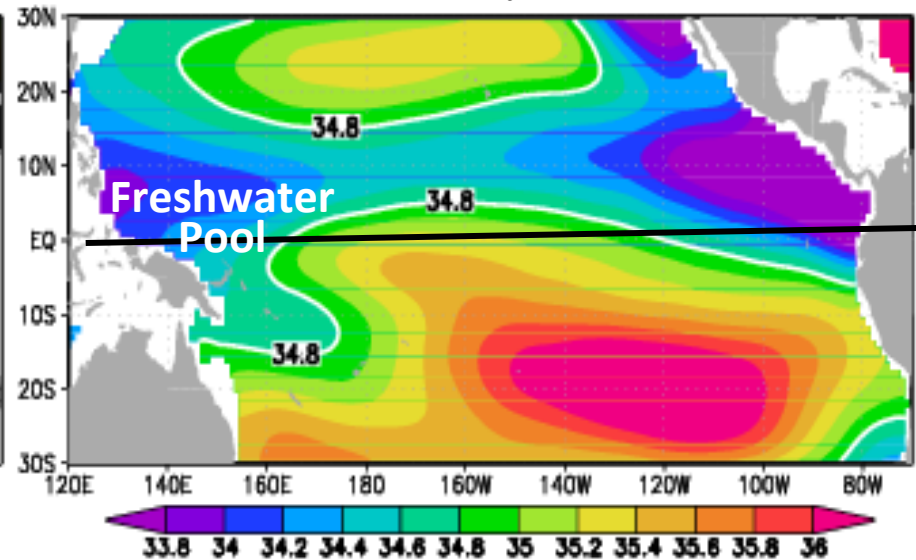 30N
20N
10N
EQ
10S
20S
30S
34.8
34.8
Freshwater
Pool
34.8
120E 140E 160E 180 160W 140W 120W 100W 80W
33.8 34 34.2 34.4 34.6 34.8 35 35.2 35.4 35.6 35.8 36